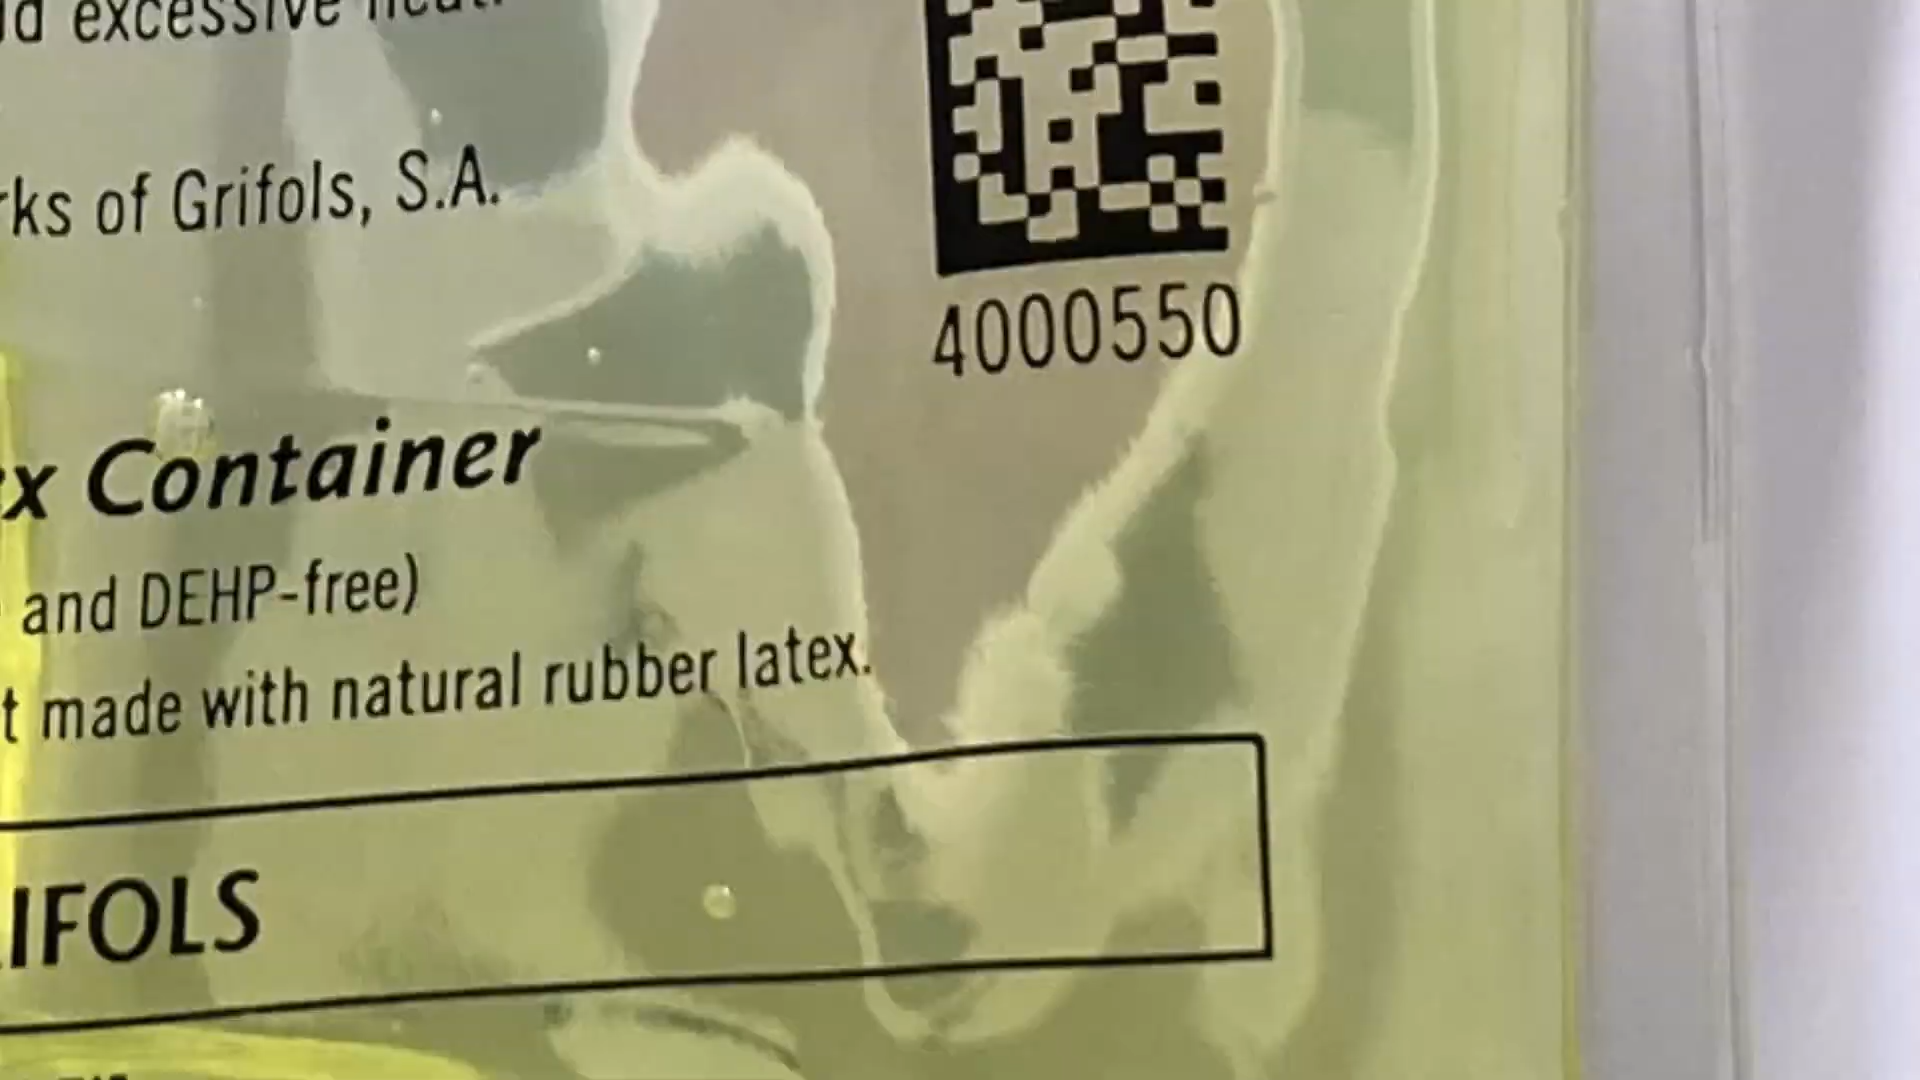 excessive heat.
rks of Grifols, S.A.
4000550
x Container
and DEHP-free)
t made with natural rubber latex.
IFOLS